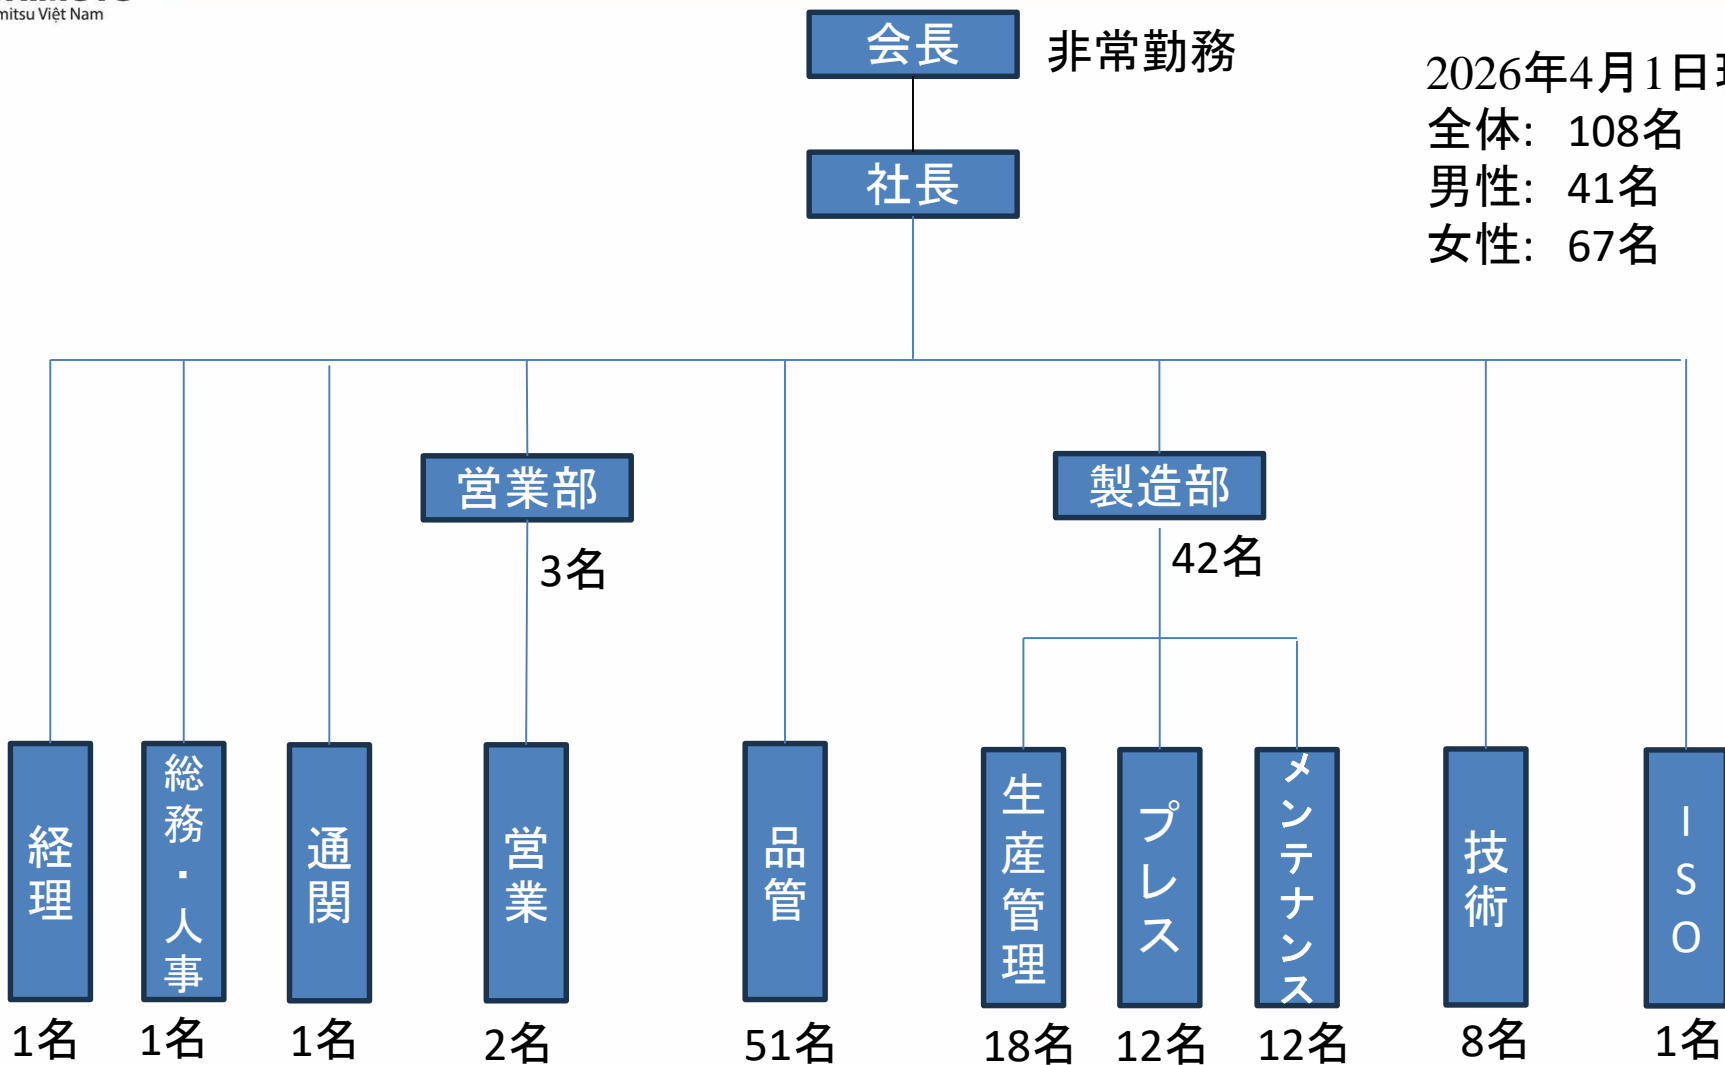 mitsu Việt Nam
会長
非常勤務
2026年4月1日
全体: 108名
男性: 41名
女性: 67名
社長
営業部
3名
製造部
42名
経理
総務・人事
通関
営業
品管
生産管理
プレス
メンテナンス
技術
ISO
1名
1名
1名
2名
51名
18名
12名
12名
8名
1名